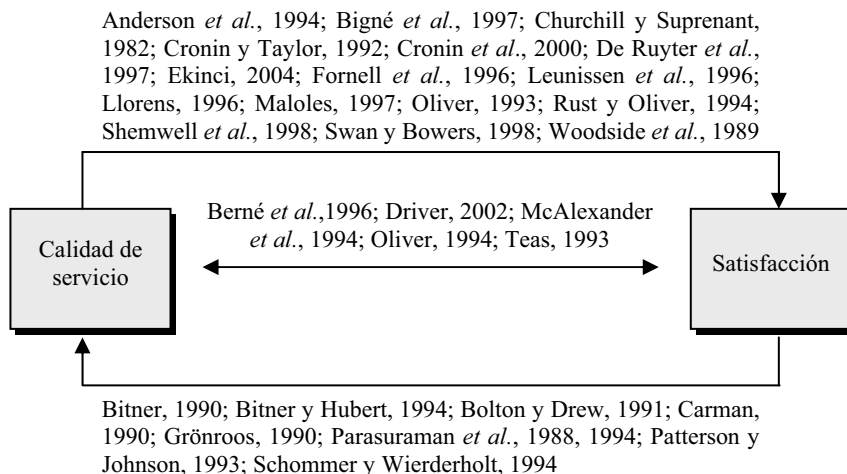 Anderson et al., 1994; Bigné et al., 1997; Churchill y Suprenant,
1982; Cronin y Taylor, 1992; Cronin et al., 2000; De Ruyter et al.,
1997; Ekinci, 2004; Fornell et al., 1996; Leunissen et al., 1996;
Llorens, 1996; Maloles, 1997; Oliver, 1993; Rust y Oliver, 1994;
Shemwell et al., 1998; Swan y Bowers, 1998; Woodside et al., 1989
Berné et al.,1996; Driver, 2002; McAlexander
et al., 1994; Oliver, 1994; Teas, 1993
Calidad de
servicio
Satisfacción
Bitner, 1990; Bitner y Hubert, 1994; Bolton y Drew, 1991; Carman,
1990; Grönroos, 1990; Parasuraman et al., 1988, 1994; Patterson y
Johnson, 1993; Schommer y Wierderholt, 1994